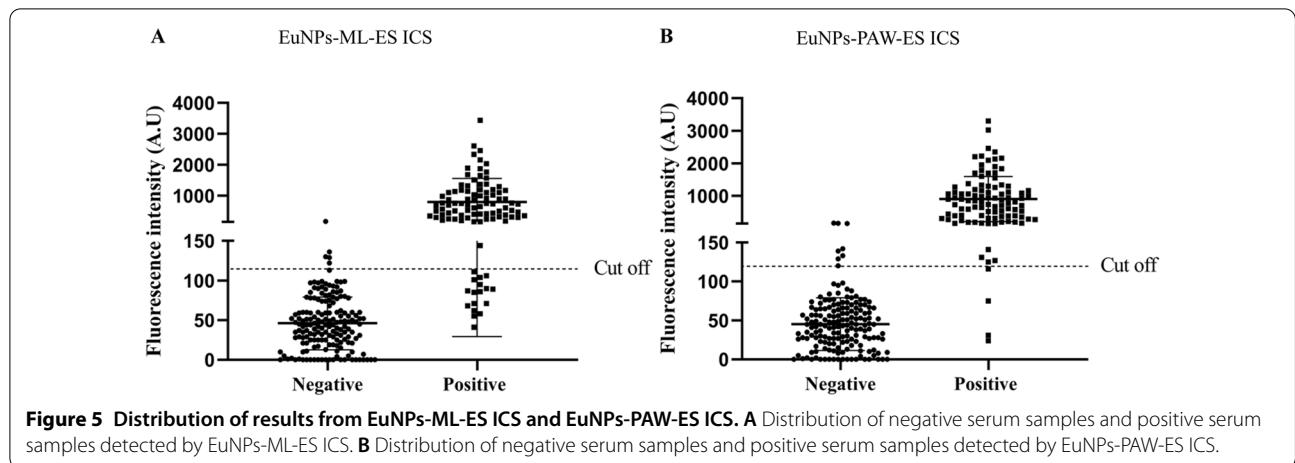 A EuNPs-ML-ES ICS
Fluorescence intensity (A.U)
4000
3000
2000
1000
150
100
50
0
Cut off
Negative Positive
B EuNPs-PAW-ES ICS
Fluorescence intensity (A.U)
4000
3000
2000
1000
150
100
50
0
Cut off
Negative Positive
Figure 5 Distribution of results from EuNPs-ML-ES ICS and EuNPs-PAW-ES ICS. A Distribution of negative serum samples and positive serum
samples detected by EuNPs-ML-ES ICS. B Distribution of negative serum samples and positive serum samples detected by EuNPs-PAW-ES ICS.